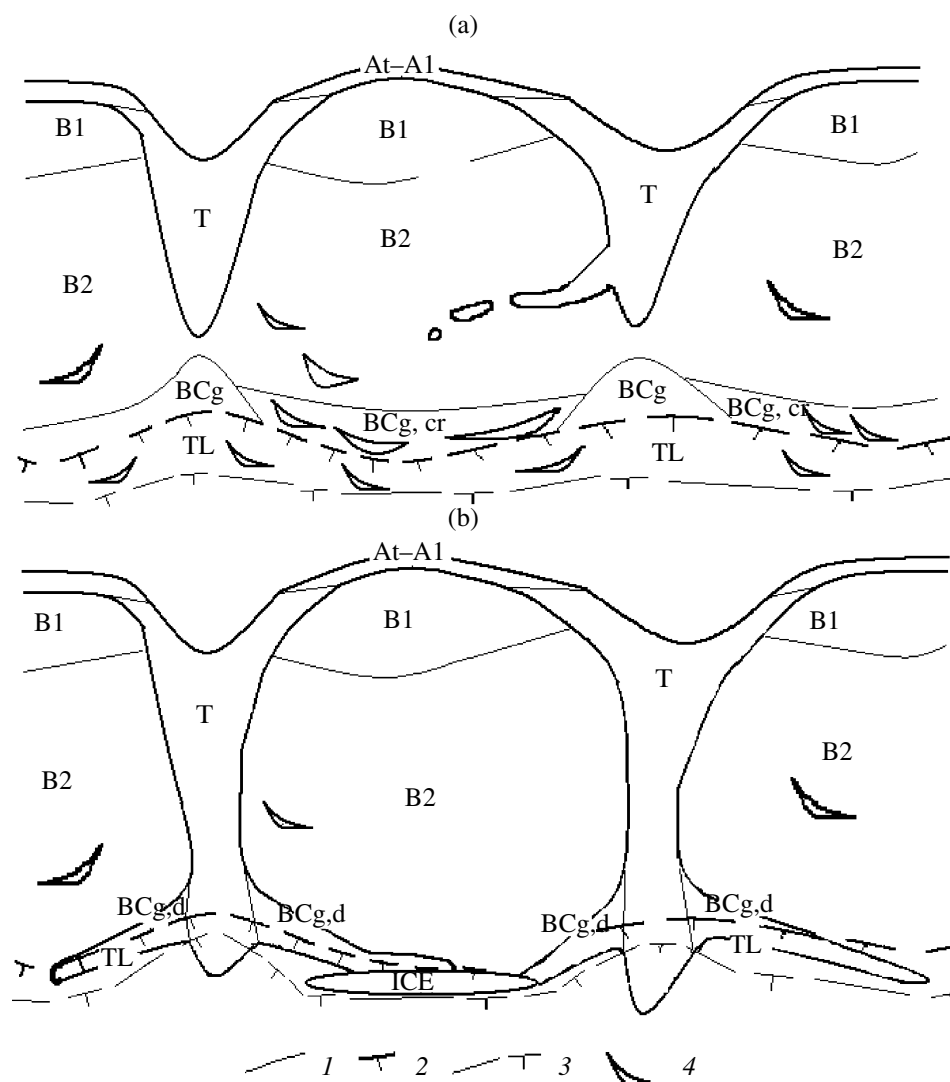 (a)
At–A1
B1 B1 B1
T T
B2 B2 B2
BCg BCg
BCg, cr BCg, cr
TL TL
(b)
At–A1
B1 B1 B1
T T
B2 B2 B2
BCg,d BCg,d BCg,d BCg,d
TL TL
ICE
1 2 3 4